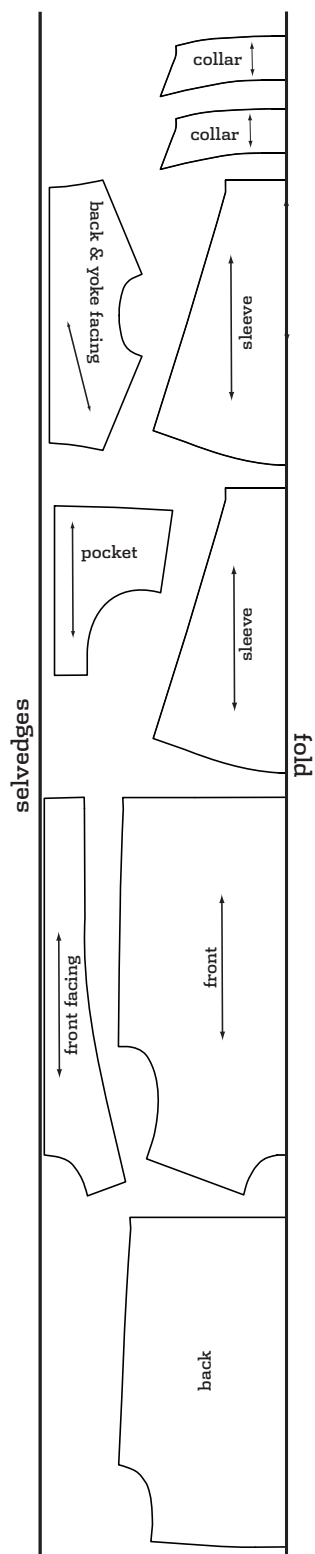 collar
collar
back & yoke facing
sleeve
pocket
sleeve
selvedges
fold
front facing
front
back